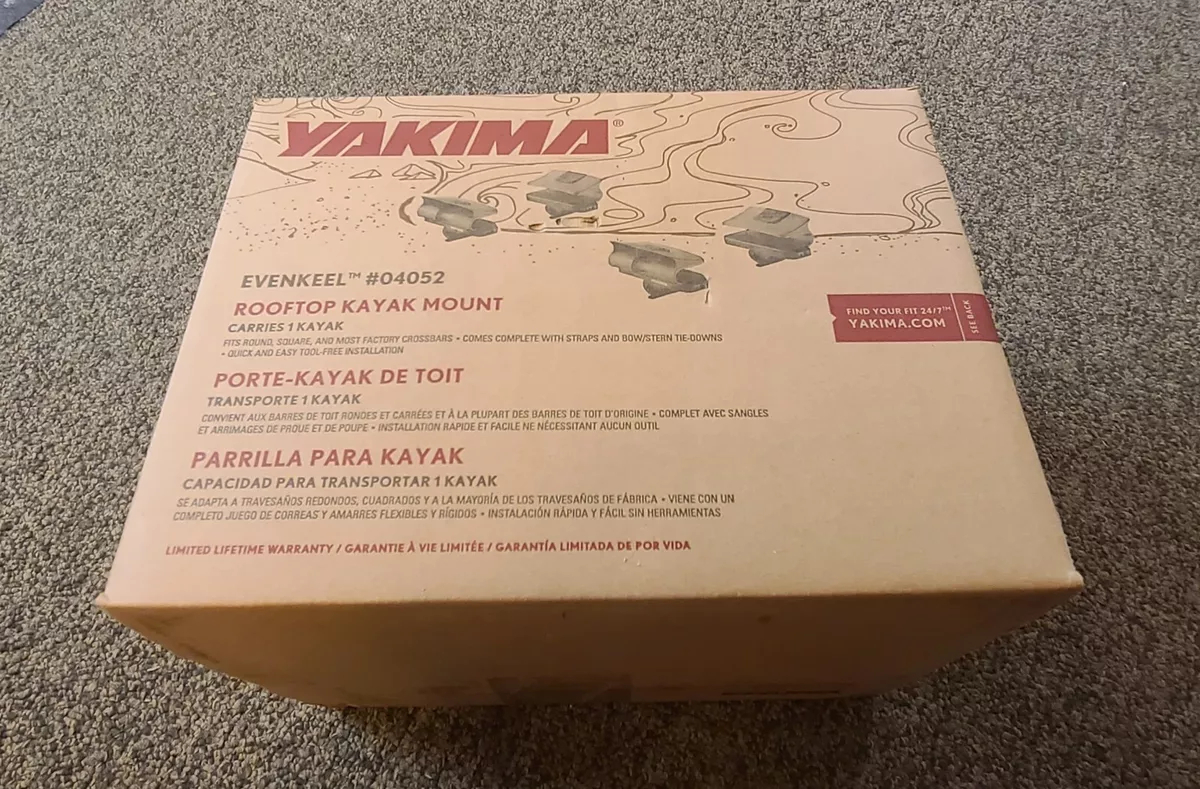 YAKIMA®
EVENKEEL™ #04052
ROOFTOP KAYAK MOUNT
CARRIES 1 KAYAK
FITS ROUND, SQUARE, AND MOST FACTORY CROSSBARS • COMES COMPLETE WITH STRAPS AND BOW/STERN TIE-DOWNS
• QUICK AND EASY TOOL-FREE INSTALLATION
FIND YOUR FIT 24/7™
YAKIMA.COM
SEE BACK
PORTE-KAYAK DE TOIT
TRANSPORTE 1 KAYAK
CONVIENT AUX BARRES DE TOIT RONDES ET CARRÉES ET À LA PLUPART DES BARRES DE TOIT D'ORIGINE • COMPLET AVEC SANGLES
ET ARRIMAGES DE PROUE ET DE POUPE • INSTALLATION RAPIDE ET FACILE NE NÉCESSITANT AUCUN OUTIL
PARRILLA PARA KAYAK
CAPACIDAD PARA TRANSPORTAR 1 KAYAK
SE ADAPTA A TRAVESAÑOS REDONDOS, CUADRADOS Y A LA MAYORÍA DE LOS TRAVESAÑOS DE FÁBRICA • VIENE CON UN
COMPLETO JUEGO DE CORREAS Y AMARRES FLEXIBLES Y RÍGIDOS • INSTALACIÓN RÁPIDA Y FÁCIL SIN HERRAMIENTAS
LIMITED LIFETIME WARRANTY / GARANTIE À VIE LIMITÉE / GARANTÍA LIMITADA DE POR VIDA